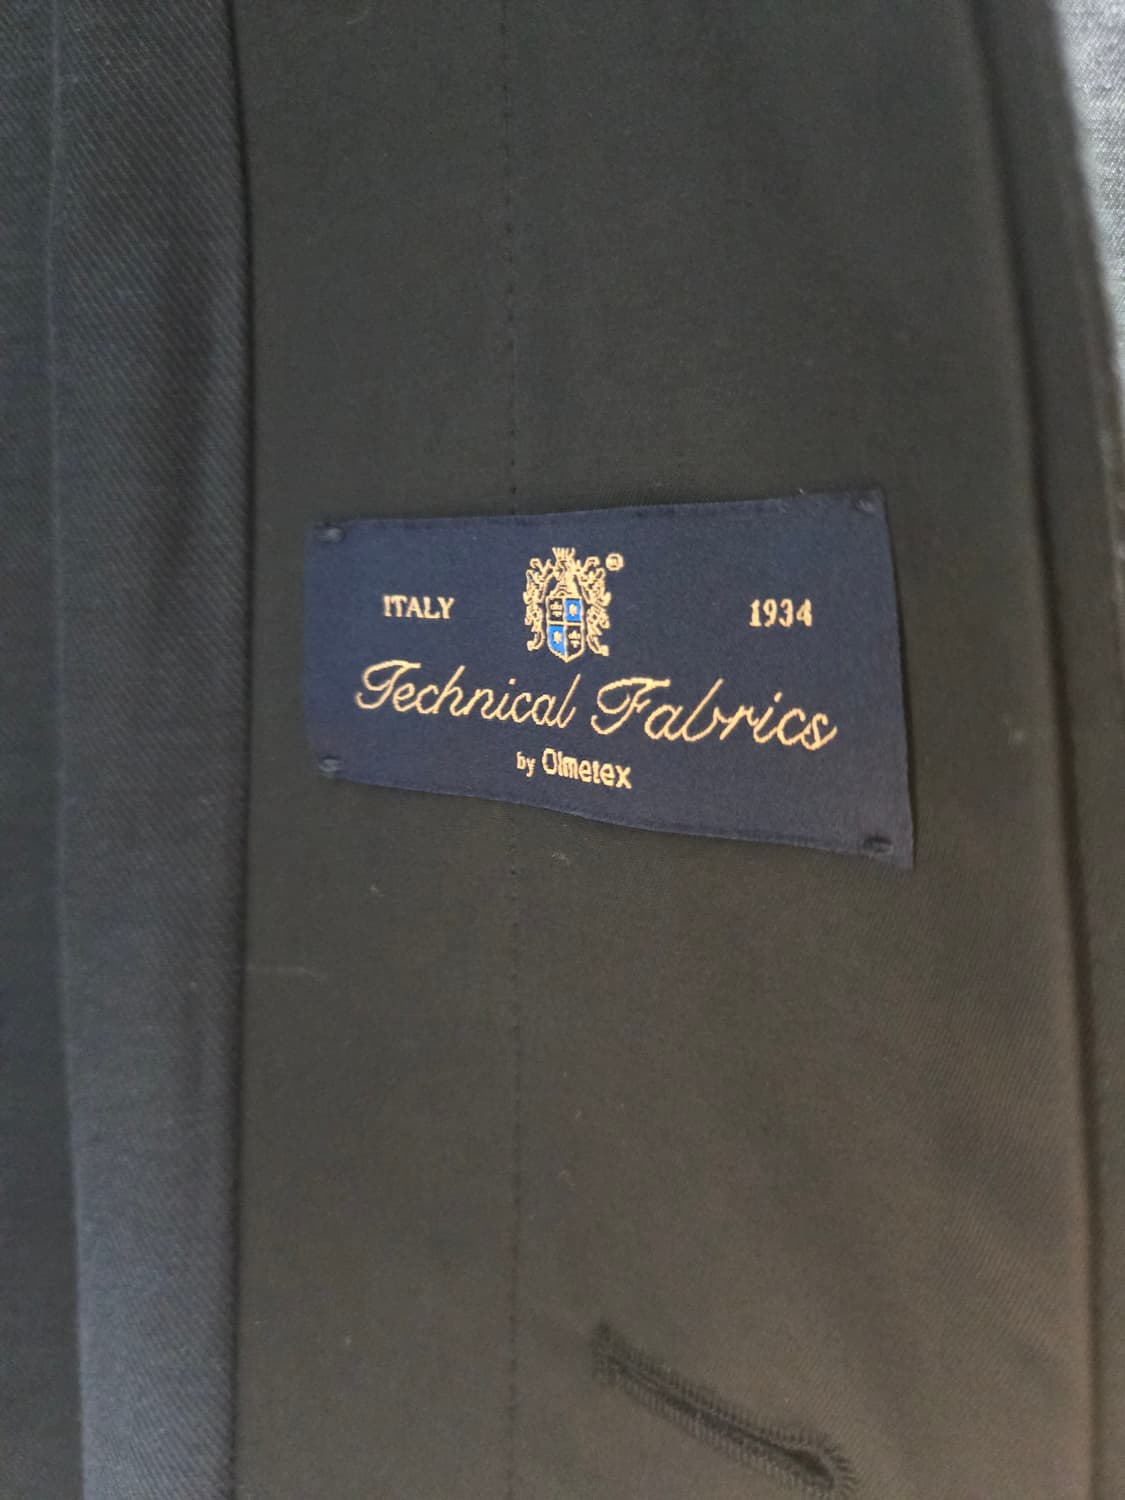 ITALY 1934
Technical Fabrics
by Olmetex